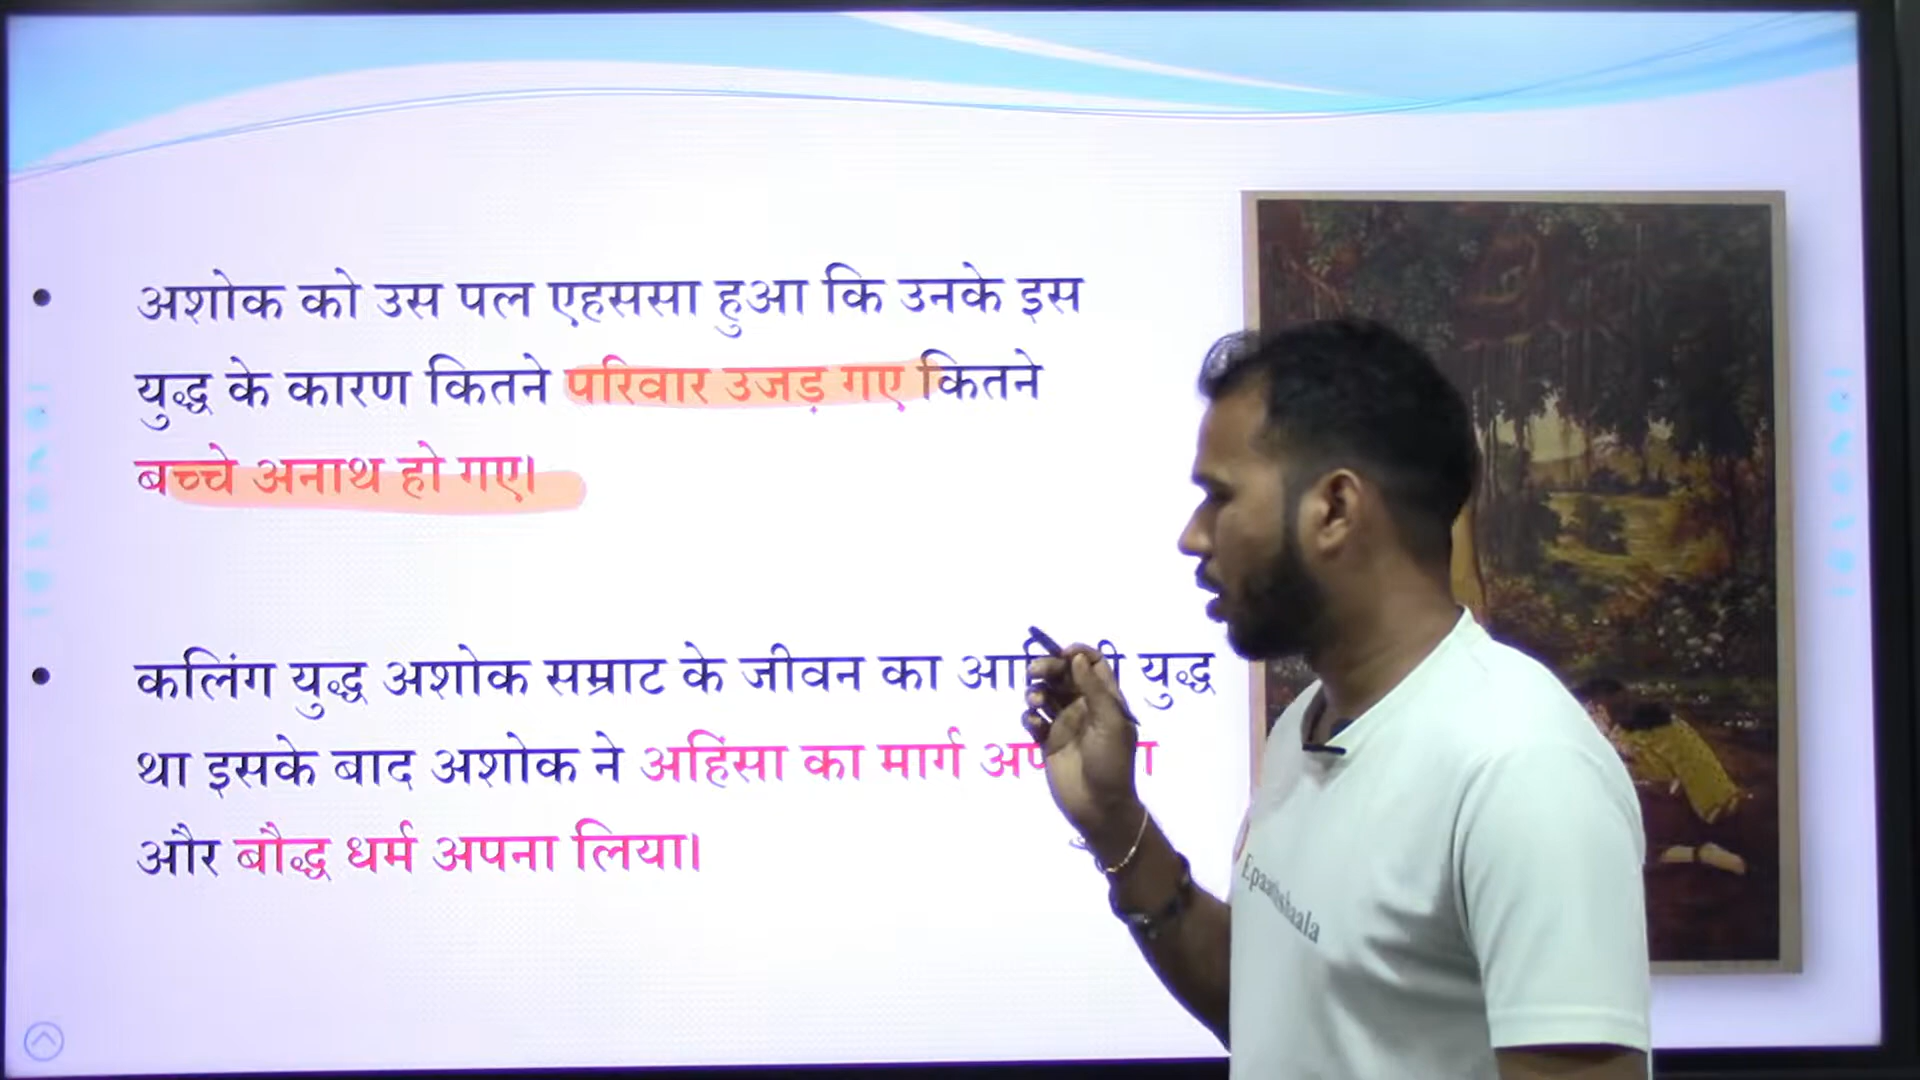 अशोक को उस पल एहससा हुआ कि उनके इस
युद्ध के कारण कितने परिवार उजड़ गए कितने
बच्चे अनाथ हो गए।
कलिंग युद्ध अशोक सम्राट के जीवन का युद्ध
था इसके बाद अशोक ने अहिंसा का मार्ग
और बौद्ध धर्म अपना लिया।
Epaathshaala